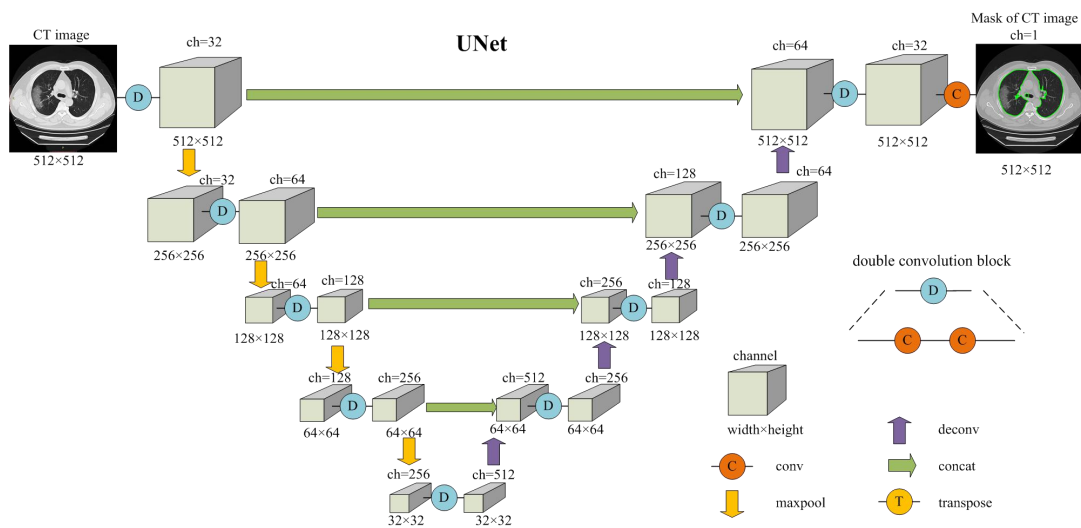 UNet
CT image
ch=32
ch=64
ch=32
Mask of CT image
ch=1
D
D
C
512×512
512×512
512×512
512×512
512×512
ch=32
ch=64
ch=128
ch=64
D
D
256×256
256×256
256×256
256×256
ch=64
ch=128
ch=256
ch=128
D
D
128×128
128×128
128×128
128×128
ch=128
ch=256
ch=512
ch=256
D
D
64×64
64×64
64×64
64×64
ch=256
ch=512
D
32×32
32×32
double convolution block
D
C
C
channel
width×height
deconv
C
conv
concat
maxpool
T
transpose